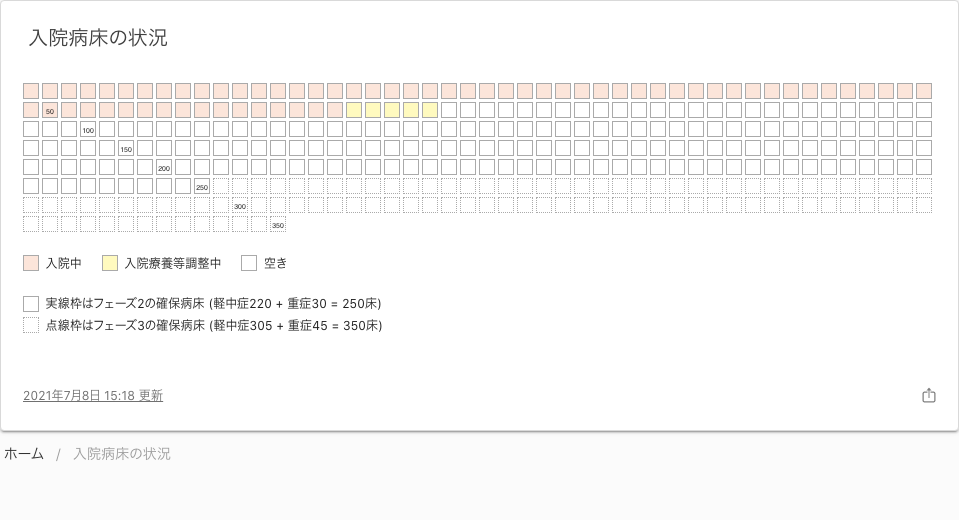 入院病床の状況
50
100
150
200
250
300
350
入院中 入院療養等調整中 空き
実線枠はフェーズ2の確保病床 (軽中症220 + 重症30 = 250床)
点線枠はフェーズ3の確保病床 (軽中症305 + 重症45 = 350床)
2021年7月8日 15:18 更新
ホーム / 入院病床の状況